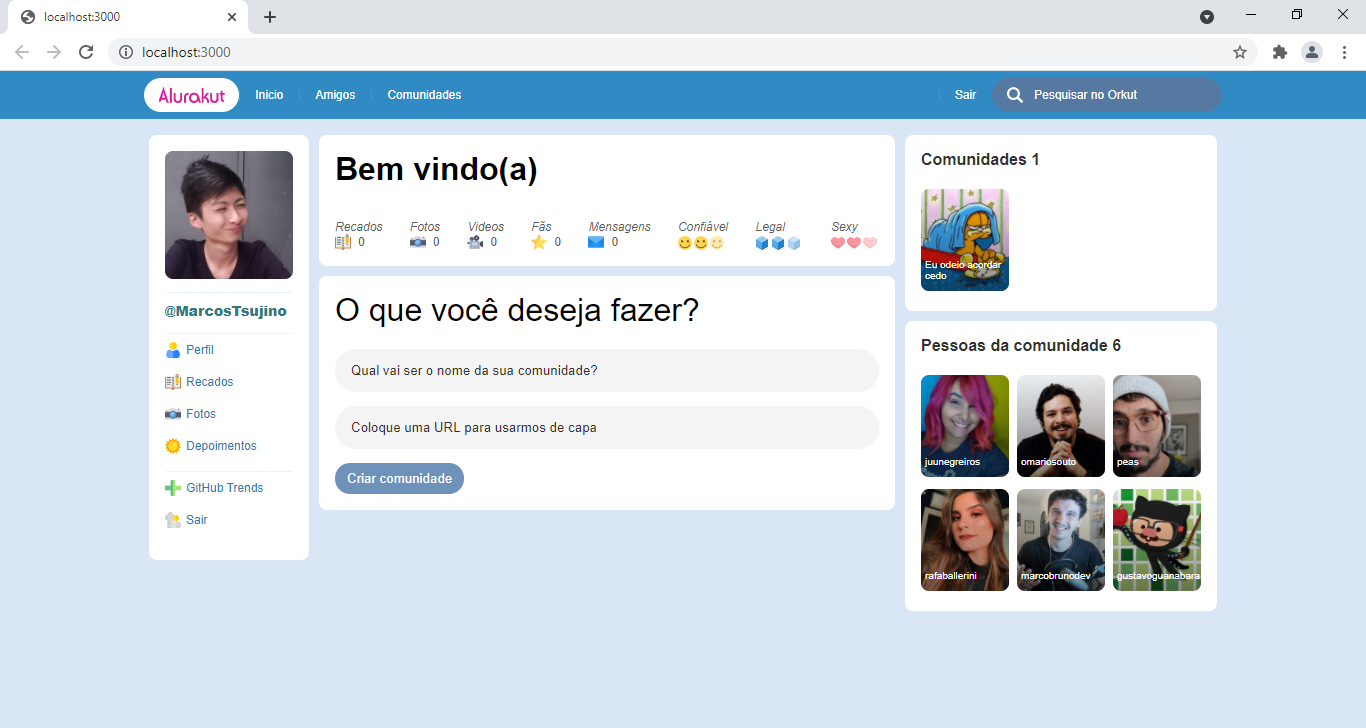 localhost:3000
localhost:3000
Alurakut
Inicio
Amigos
Comunidades
Sair
Pesquisar no Orkut
@MarcosTsujino
Perfil
Recados
Fotos
Depoimentos
GitHub Trends
Sair
Bem vindo(a)
Recados
0
Fotos
0
Videos
0
Fãs
0
Mensagens
0
Confiável
Legal
Sexy
O que você deseja fazer?
Qual vai ser o nome da sua comunidade?
Coloque uma URL para usarmos de capa
Criar comunidade
Comunidades 1
Eu odeio acordar
cedo
Pessoas da comunidade 6
juunegreiros
omariosouto
peas
rafaballerini
marcobrunodev
gustavoguanabara